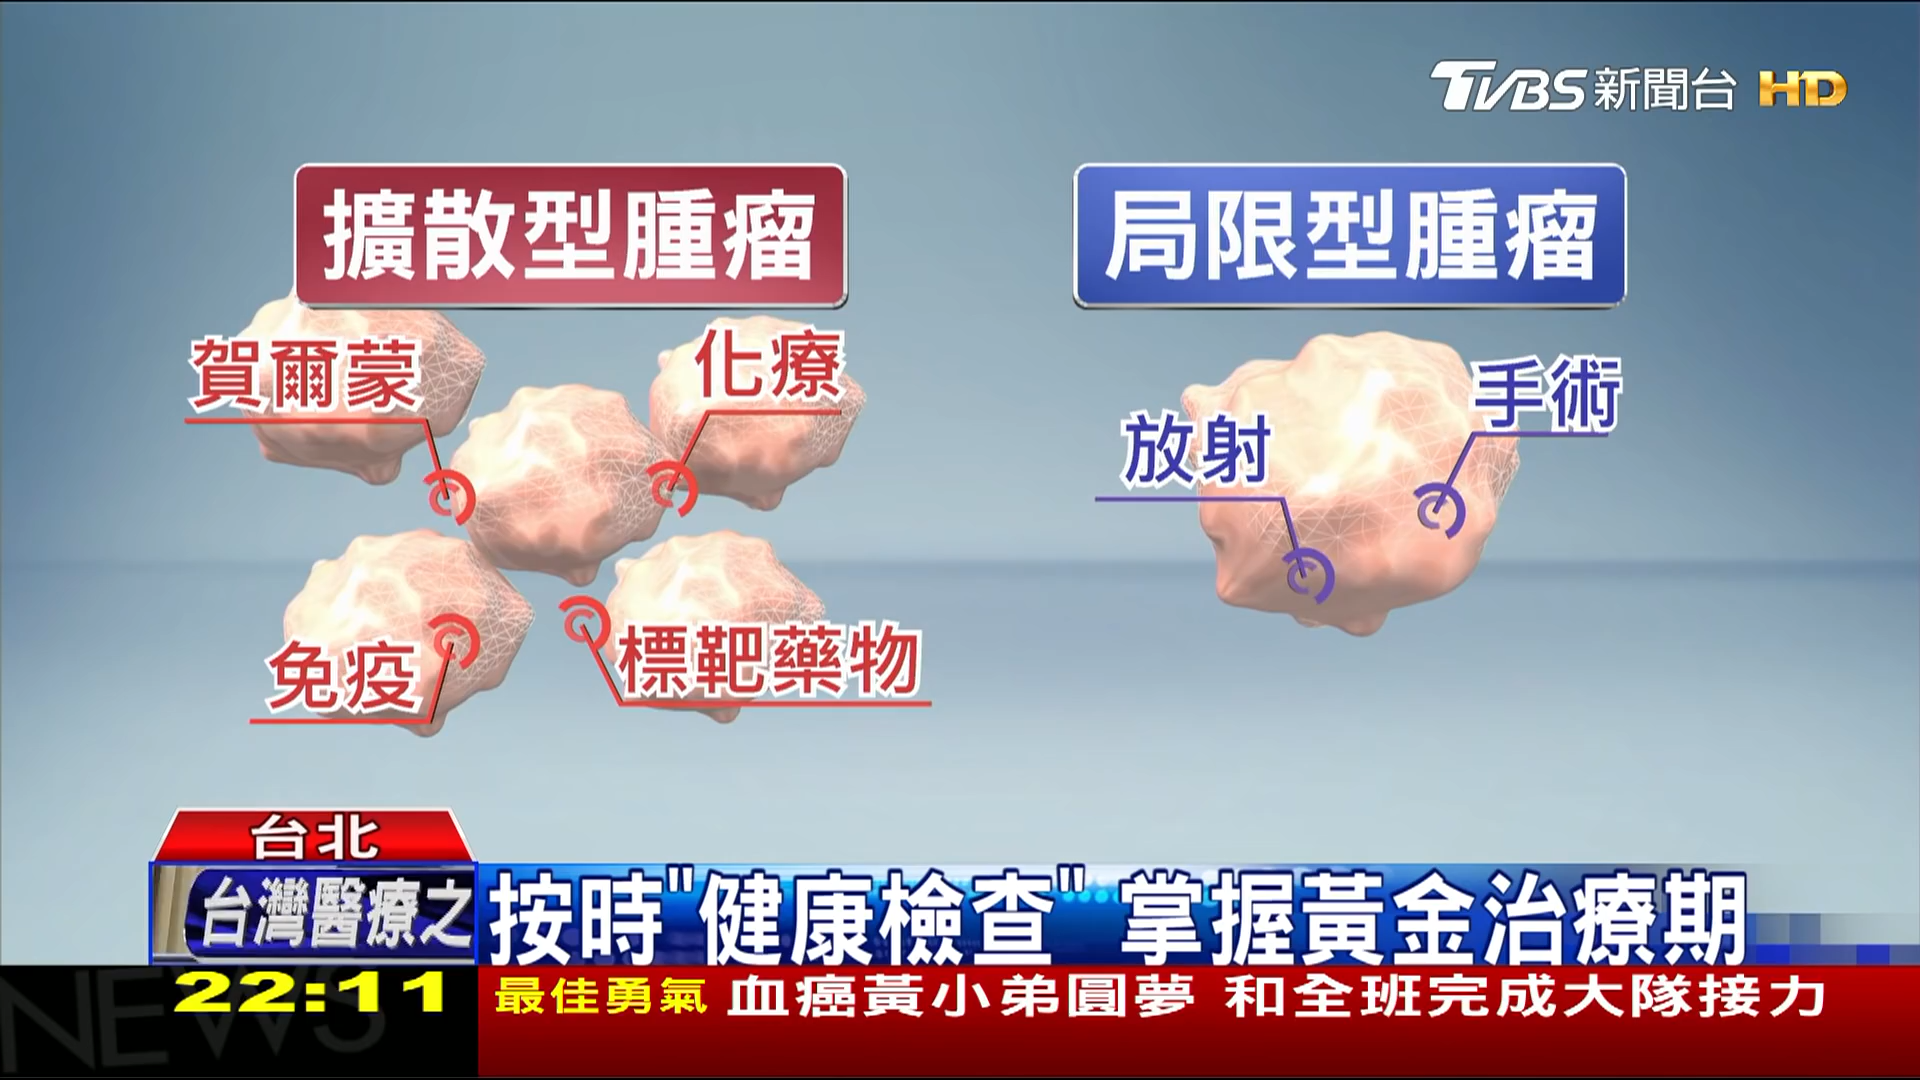 TVBS新聞台 HD
擴散型腫瘤
局限型腫瘤
賀爾蒙
化療
免疫
標靶藥物
放射
手術
台北
台灣醫療之
按時"健康檢查" 掌握黃金治療期
22:11
最佳勇氣 血癌黃小弟圓夢 和全班完成大隊接力
NEWS